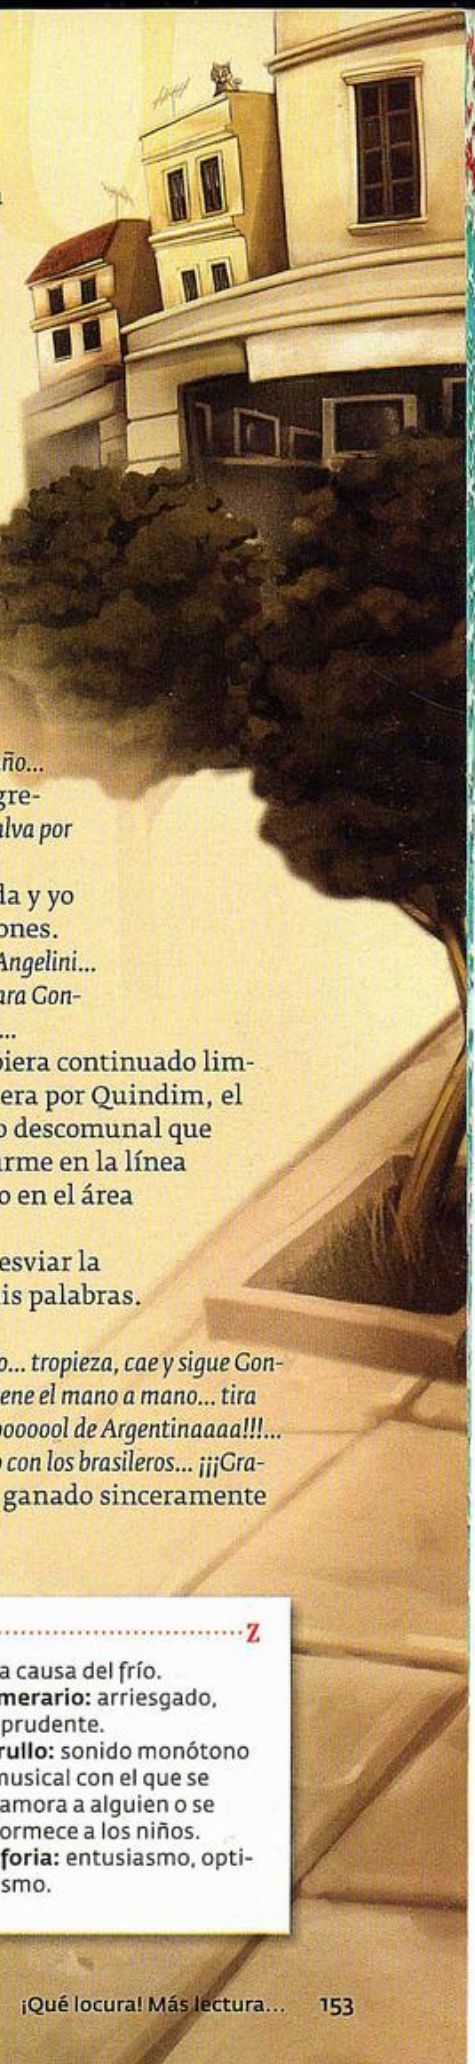 ño...
gre-
alva por
da y yo
ones.
Angelini...
ara Gon-
...
biera continuado lim-
era por Quindim, el
o descomunal que
arme en la línea
o en el área
esviar la
is palabras.
o... tropieza, cae y sigue Gon-
ene el mano a mano... tira
ooooool de Argentinaaaa!!!...
o con los brasileros... ¡¡¡Gra-
ganado sinceramente
Z
a causa del frío.
merario: arriesgado,
prudente.
rullo: sonido monótono
musical con el que se
amora a alguien o se
ormece a los niños.
foria: entusiasmo, opti-
smo.
¡Qué locura! Más lectura... 153